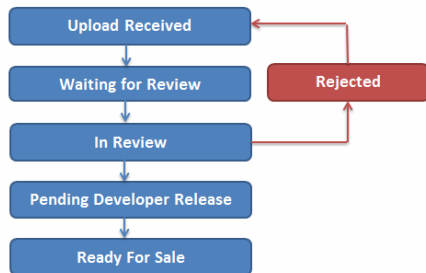 Upload Received
Waiting for Review
Rejected
In Review
Pending Developer Release
Ready For Sale